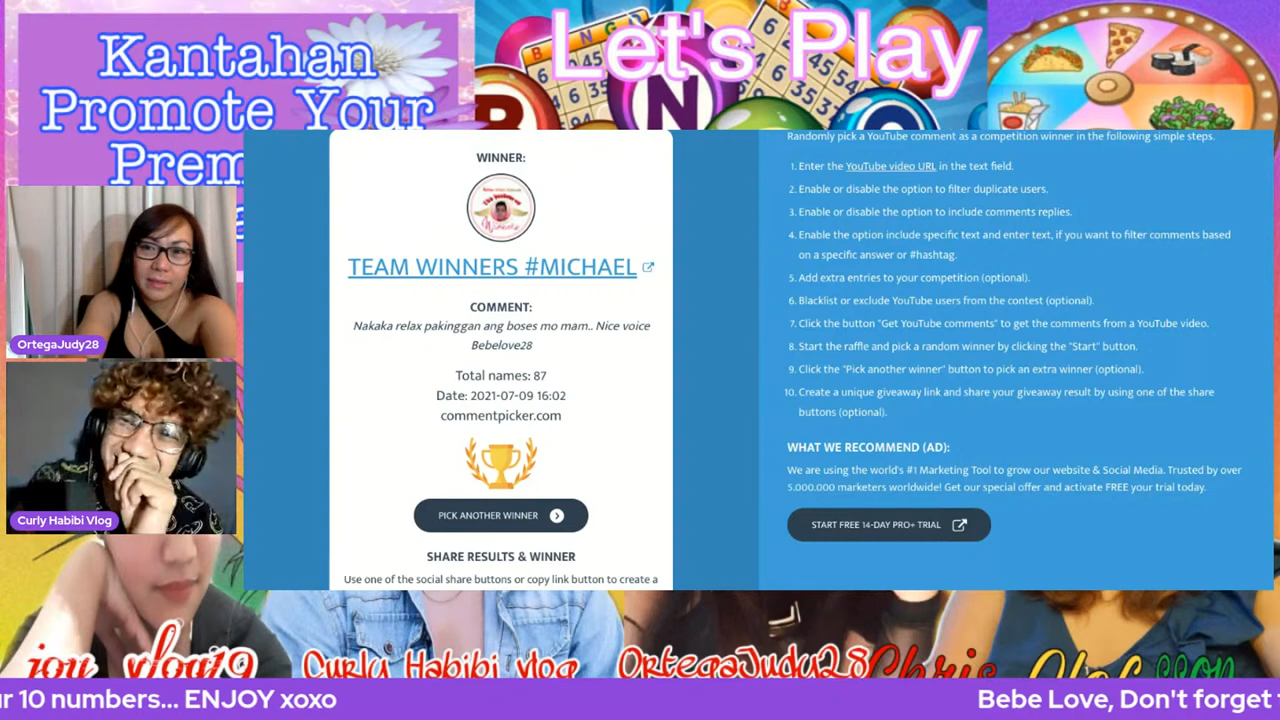 Kantahan
Promote Your
Prem
Let's Play
BINGO
N
WINNER:
TEAM WINNERS #MICHAEL
COMMENT:
Nakaka relax pakinggan ang boses mo mam.. Nice voice
Bebelove28
Total names: 87
Date: 2021-07-09 16:02
commentpicker.com
PICK ANOTHER WINNER
SHARE RESULTS & WINNER
Use one of the social share buttons or copy link button to create a
Randomly pick a YouTube comment as a competition winner in the following simple steps.
1. Enter the YouTube video URL in the text field.
2. Enable or disable the option to filter duplicate users.
3. Enable or disable the option to include comments replies.
4. Enable the option include specific text and enter text, if you want to filter comments based
on a specific answer or #hashtag.
5. Add extra entries to your competition (optional).
6. Blacklist or exclude YouTube users from the contest (optional).
7. Click the button "Get YouTube comments" to get the comments from a YouTube video.
8. Start the raffle and pick a random winner by clicking the "Start" button.
9. Click the "Pick another winner" button to pick an extra winner (optional).
10. Create a unique giveaway link and share your giveaway result by using one of the share
buttons (optional).
WHAT WE RECOMMEND (AD):
We are using the world's #1 Marketing Tool to grow our website & Social Media. Trusted by over
5.000.000 marketers worldwide! Get our special offer and activate FREE your trial today.
START FREE 14-DAY PRO+ TRIAL
OrtegaJudy28
Curly Habibi Vlog
joy vlog19
Curly Habibi vlog
OrtegaJudy28
Chris
ur 10 numbers... ENJOY xoxo
Bebe Love, Don't forget